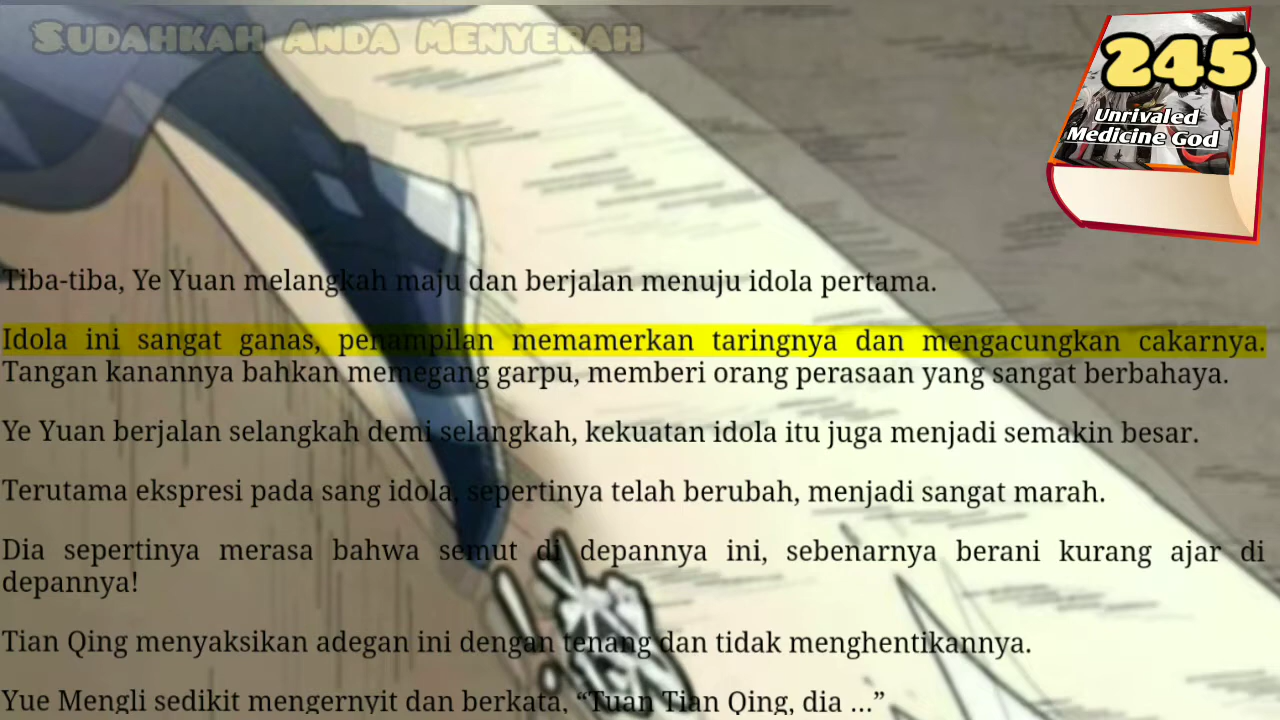 Sudahkah Anda Menyerah
245
Unrivaled
Medicine God
Tiba-tiba, Ye Yuan melangkah maju dan berjalan menuju idola pertama.
Idola ini sangat ganas, penampilan memamerkan taringnya dan mengacungkan cakarnya.
Tangan kanannya bahkan memegang garpu, memberi orang perasaan yang sangat berbahaya.
Ye Yuan berjalan selangkah demi selangkah, kekuatan idola itu juga menjadi semakin besar.
Terutama ekspresi pada sang idola, sepertinya telah berubah, menjadi sangat marah.
Dia sepertinya merasa bahwa semut di depannya ini, sebenarnya berani kurang ajar di
depannya!
Tian Qing menyaksikan adegan ini dengan tenang dan tidak menghentikannya.
Yue Mengli sedikit mengernyit dan berkata, “Tuan Tian Qing, dia ...”